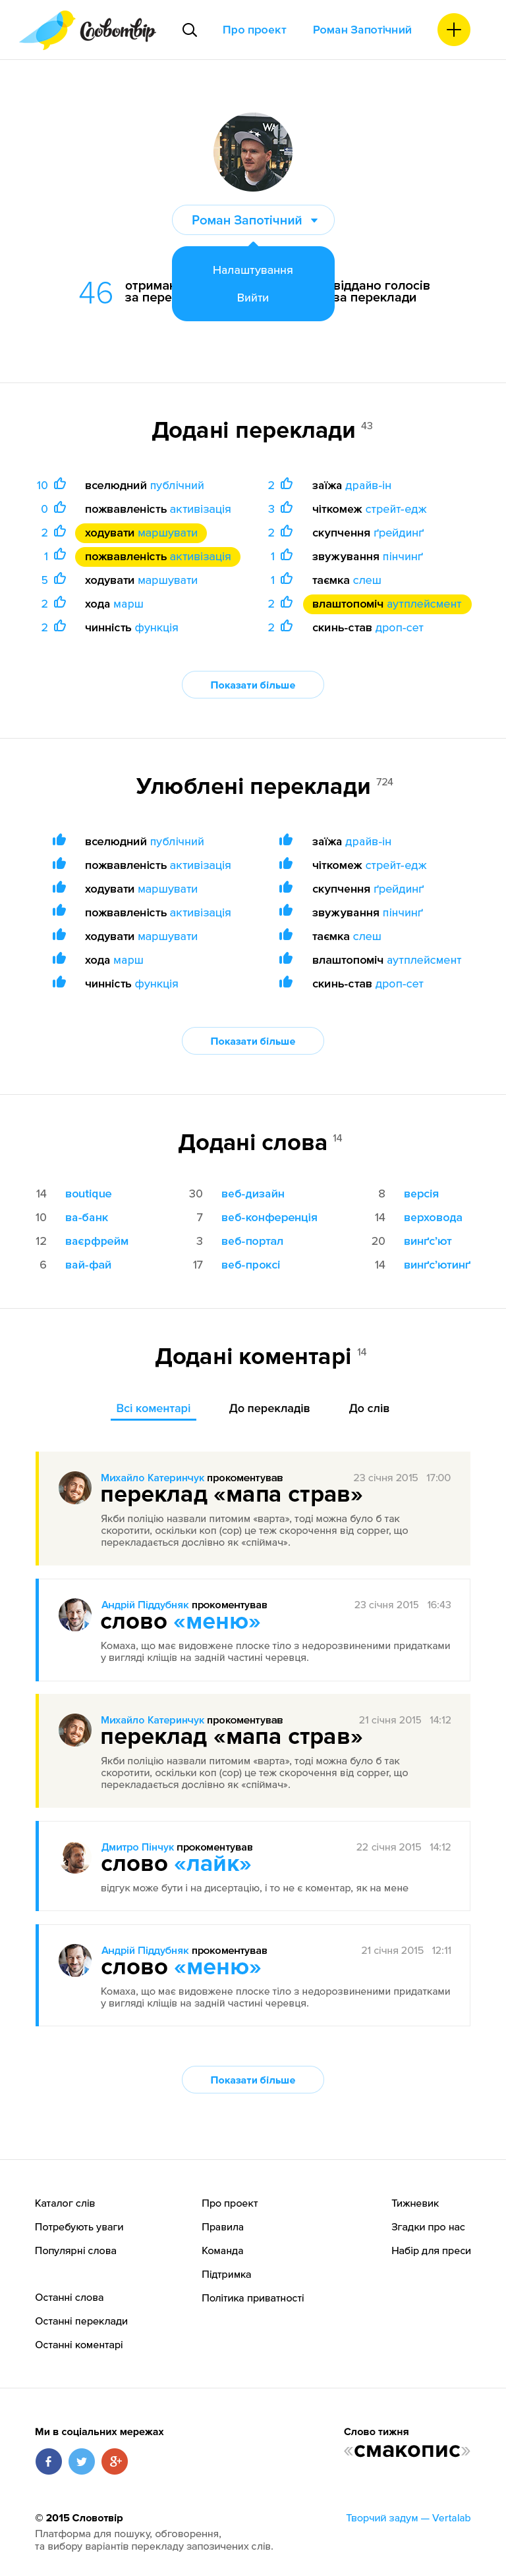 Словотвір
Про проект
Роман Запотічний
Роман Запотічний
Налаштування
Вийти
46
отриман
за пере
віддано голосів
за переклади
Додані переклади 43
10 вселюдний публічний
0 пожвавленість активізація
2 ходувати маршувати
1 пожвавленість активізація
5 ходувати маршувати
2 хода марш
2 чинність функція
2 заїжа драйв-ін
3 чіткомеж стрейт-едж
2 скупчення ґрейдинґ
1 звужування пінчинґ
1 таємка слеш
2 влаштопоміч аутплейсмент
2 скинь-став дроп-сет
Показати більше
Улюблені переклади 724
вселюдний публічний
пожвавленість активізація
ходувати маршувати
пожвавленість активізація
ходувати маршувати
хода марш
чинність функція
заїжа драйв-ін
чіткомеж стрейт-едж
скупчення ґрейдинґ
звужування пінчинґ
таємка слеш
влаштопоміч аутплейсмент
скинь-став дроп-сет
Показати більше
Додані слова 14
14 воutique
10 ва-банк
12 ваєрфрейм
6 вай-фай
30 веб-дизайн
7 веб-конференція
3 веб-портал
17 веб-проксі
8 версія
14 верховода
20 винґс'ют
14 винґс'ютинґ
Додані коментарі 14
Всі коментарі
До перекладів
До слів
Михайло Катеринчук прокоментував 23 січня 2015 17:00
переклад «мапа страв»
Якби поліцію назвали питомим «варта», тоді можна було б так
скоротити, оскільки коп (cop) це теж скорочення від copper, що
перекладається дослівно як «спіймач».
Андрій Піддубняк прокоментував 23 січня 2015 16:43
слово «меню»
Комаха, що має видовжене плоске тіло з недорозвиненими придатками
у вигляді кліщів на задній частині черевця.
Михайло Катеринчук прокоментував 21 січня 2015 14:12
переклад «мапа страв»
Якби поліцію назвали питомим «варта», тоді можна було б так
скоротити, оскільки коп (cop) це теж скорочення від copper, що
перекладається дослівно як «спіймач».
Дмитро Пінчук прокоментував 22 січня 2015 14:12
слово «лайк»
відгук може бути і на дисертацію, і то не є коментар, як на мене
Андрій Піддубняк прокоментував 21 січня 2015 12:11
слово «меню»
Комаха, що має видовжене плоске тіло з недорозвиненими придатками
у вигляді кліщів на задній частині черевця.
Показати більше
Каталог слів
Потребують уваги
Популярні слова
Останні слова
Останні переклади
Останні коментарі
Про проект
Правила
Команда
Підтримка
Політика приватності
Тижневик
Згадки про нас
Набір для преси
Ми в соціальних мережах
Слово тижня
«смакопис»
© 2015 Словотвір
Платформа для пошуку, обговорення,
та вибору варіантів перекладу запозичених слів.
Творчий задум — Vertalab